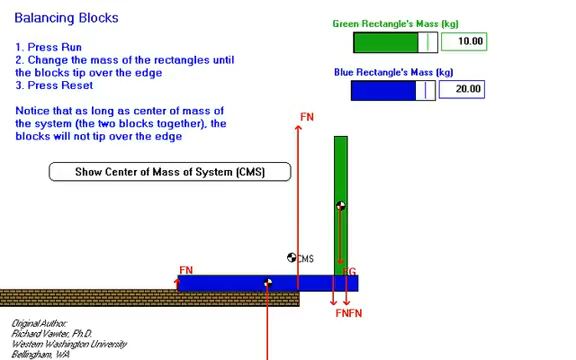 Balancing Blocks
Green Rectangle's Mass (kg)
10.00
1. Press Run
2. Change the mass of the rectangles until
the blocks tip over the edge
3. Press Reset
Blue Rectangle's Mass (kg)
20.00
Notice that as long as center of mass of
the system (the two blocks together), the
blocks will not tip over the edge
FN
Show Center of Mass of System (CMS)
CMS
FN
FG
FNFN
Original Author:
Richard Vawter, Ph.D.
Western Washington University
Bellingham, WA